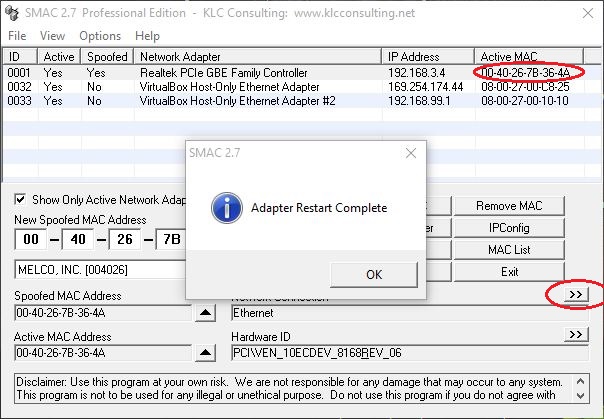 SMAC 2.7 Professional Edition - KLC Consulting: www.klcconsulting.net
File View Options Help
ID Active Spoofed Network Adapter IP Address Active MAC
0001 Yes Yes Realtek PCIe GBE Family Controller 192.168.3.4 00-40-26-7B-36-4A
0032 Yes No VirtualBox Host-Only Ethernet Adapter 169.254.174.44 08-00-27-00-C8-25
0033 Yes No VirtualBox Host-Only Ethernet Adapter #2 192.168.99.1 08-00-27-00-10-10
SMAC 2.7
Adapter Restart Complete
OK
Show Only Active Network Adap
Remove MAC
New Spoofed MAC Address
IPConfig
00 - 40 - 26 - 7B
MAC List
MELCO, INC. [004026]
Exit
Spoofed MAC Address
Network Connection
>>
00-40-26-7B-36-4A
Ethernet
Active MAC Address
Hardware ID
>>
00-40-26-7B-36-4A
PCI\VEN_10ECDEV_8168REV_06
Disclaimer: Use this program at your own risk. We are not responsible for any damage that may occur to any system.
This program is not to be used for any illegal or unethical purpose. Do not use this program if you do not agree with